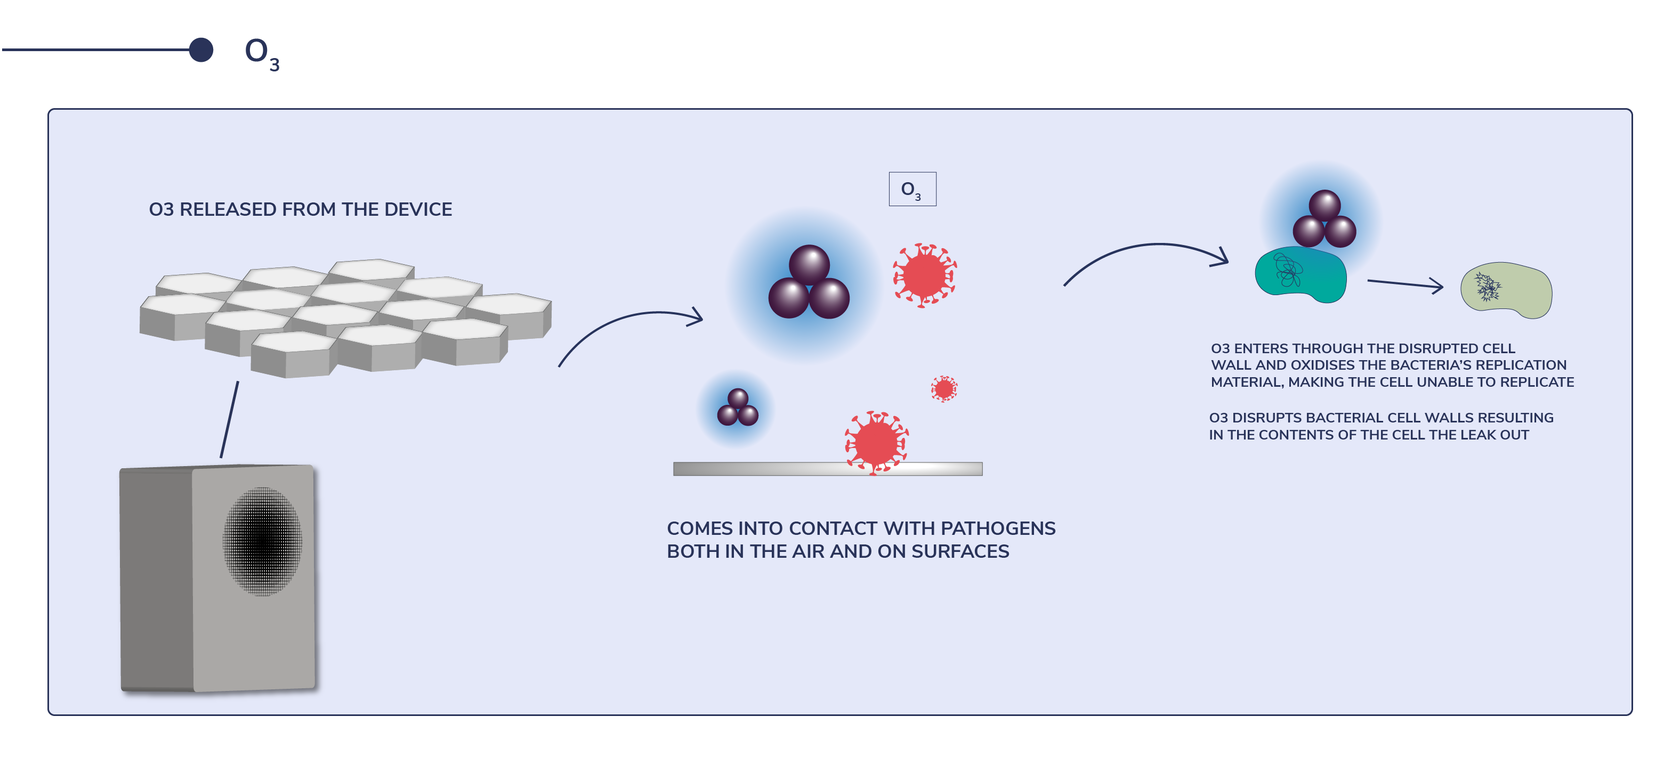 O3
O3 RELEASED FROM THE DEVICE
O3
COMES INTO CONTACT WITH PATHOGENS
BOTH IN THE AIR AND ON SURFACES
O3 ENTERS THROUGH THE DISRUPTED CELL
WALL AND OXIDISES THE BACTERIA'S REPLICATION
MATERIAL, MAKING THE CELL UNABLE TO REPLICATE
O3 DISRUPTS BACTERIAL CELL WALLS RESULTING
IN THE CONTENTS OF THE CELL THE LEAK OUT